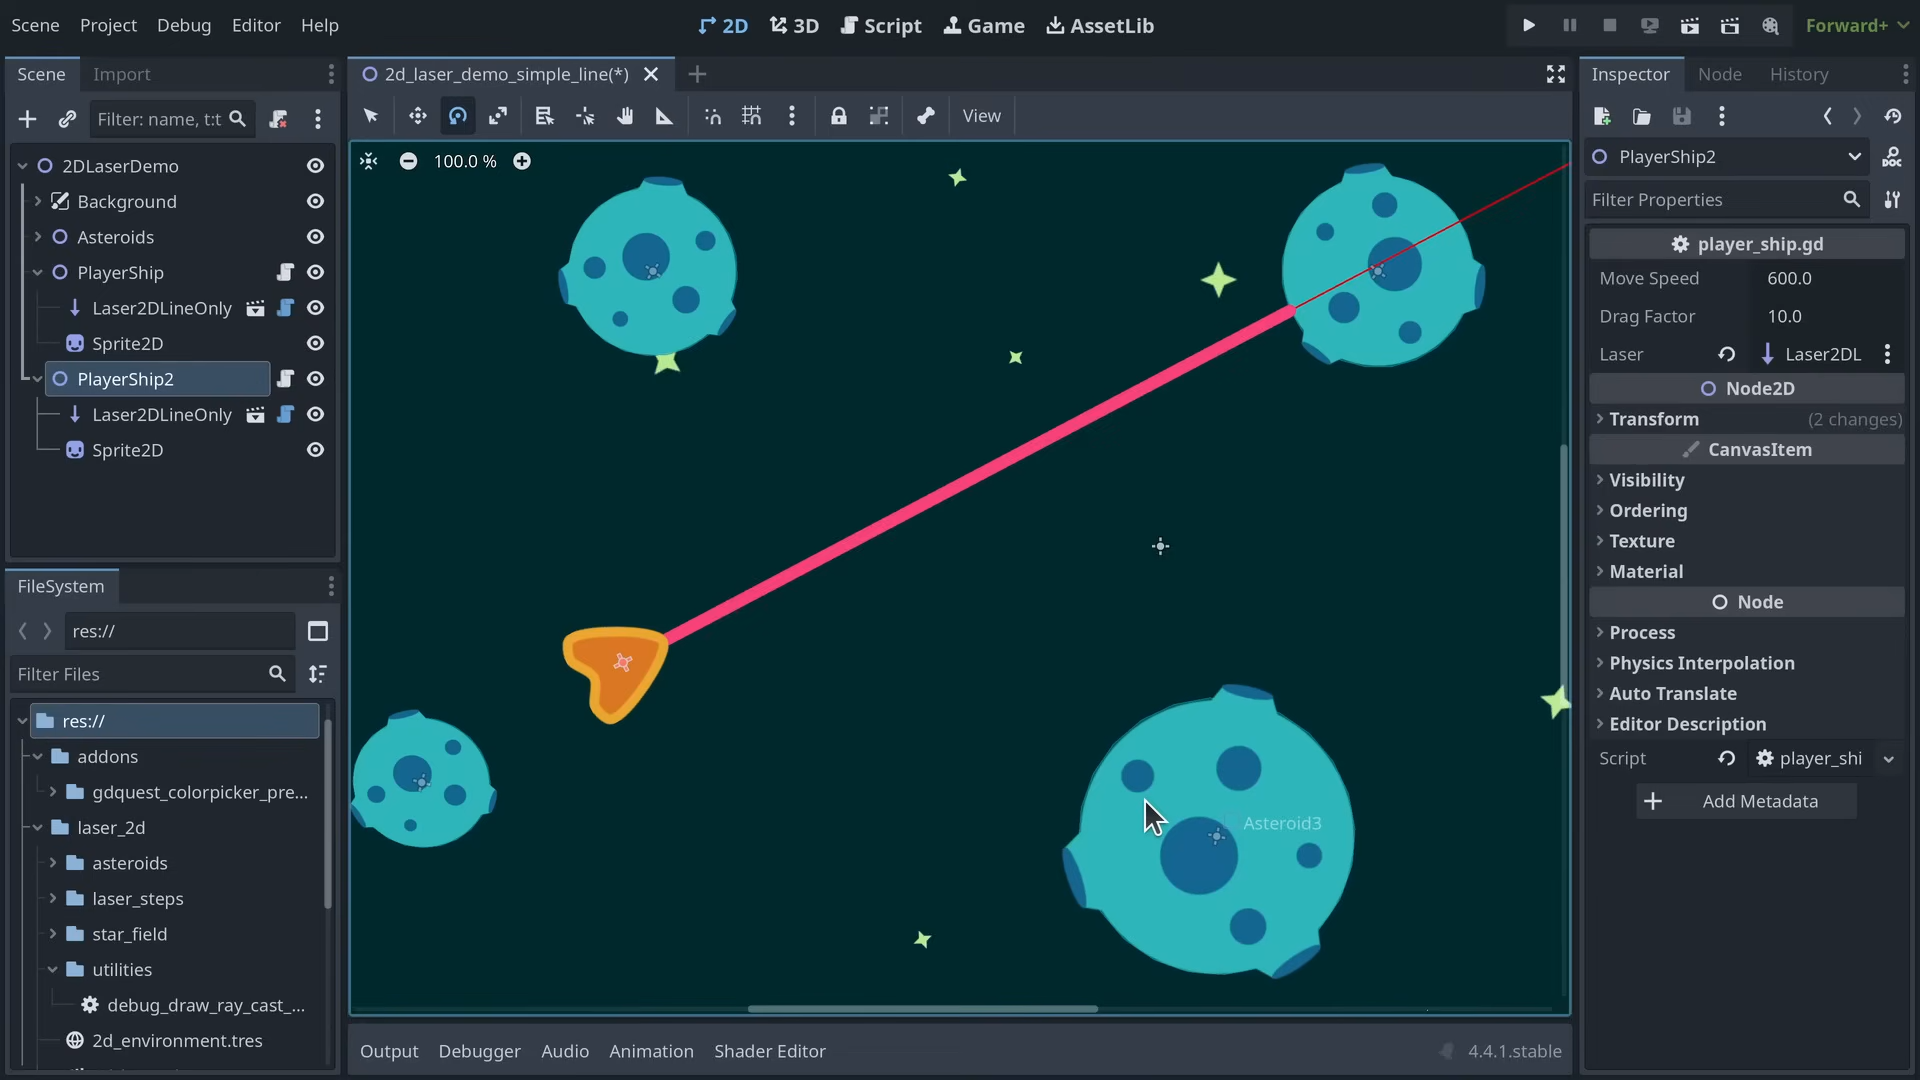 Scene Project Debug Editor Help
2D 3D Script Game AssetLib
Forward+
Scene Import
Filter: name, t:t
2DLaserDemo
Background
Asteroids
PlayerShip
Laser2DLineOnly
Sprite2D
PlayerShip2
Laser2DLineOnly
Sprite2D
FileSystem
res://
Filter Files
res://
addons
gdquest_colorpicker_pre...
laser_2d
asteroids
laser_steps
star_field
utilities
debug_draw_ray_cast_...
2d_environment.tres
2d_laser_demo_simple_line(*)
View
100.0 %
Asteroid3
Output Debugger Audio Animation Shader Editor
4.4.1.stable
Inspector Node History
PlayerShip2
Filter Properties
player_ship.gd
Move Speed 600.0
Drag Factor 10.0
Laser Laser2DL
Node2D
Transform (2 changes)
CanvasItem
Visibility
Ordering
Texture
Material
Node
Process
Physics Interpolation
Auto Translate
Editor Description
Script player_shi
Add Metadata